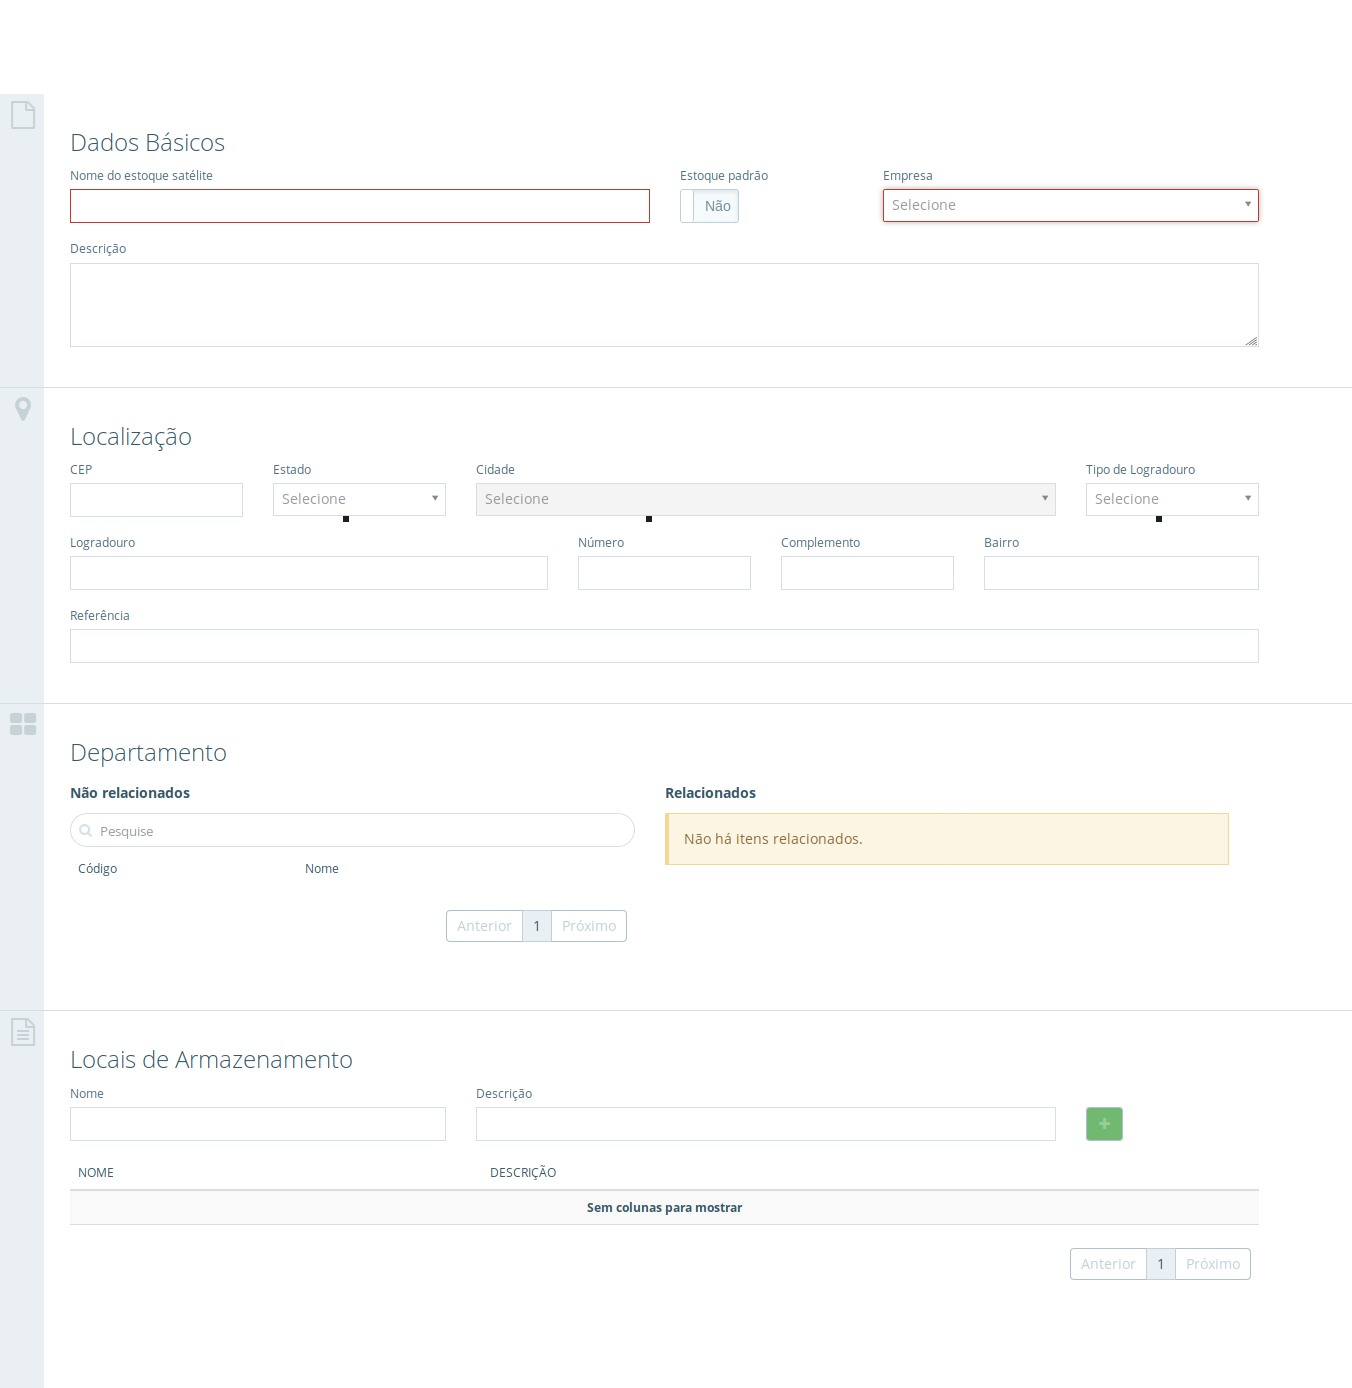 Dados Básicos
Nome do estoque satélite
Estoque padrão
Empresa
Não
Selecione
Descrição
Localização
CEP
Estado
Cidade
Tipo de Logradouro
Selecione
Selecione
Selecione
Logradouro
Número
Complemento
Bairro
Referência
Departamento
Não relacionados
Relacionados
Pesquise
Não há itens relacionados.
Código
Nome
Anterior 1 Próximo
Locais de Armazenamento
Nome
Descrição
NOME
DESCRIÇÃO
Sem colunas para mostrar
Anterior 1 Próximo